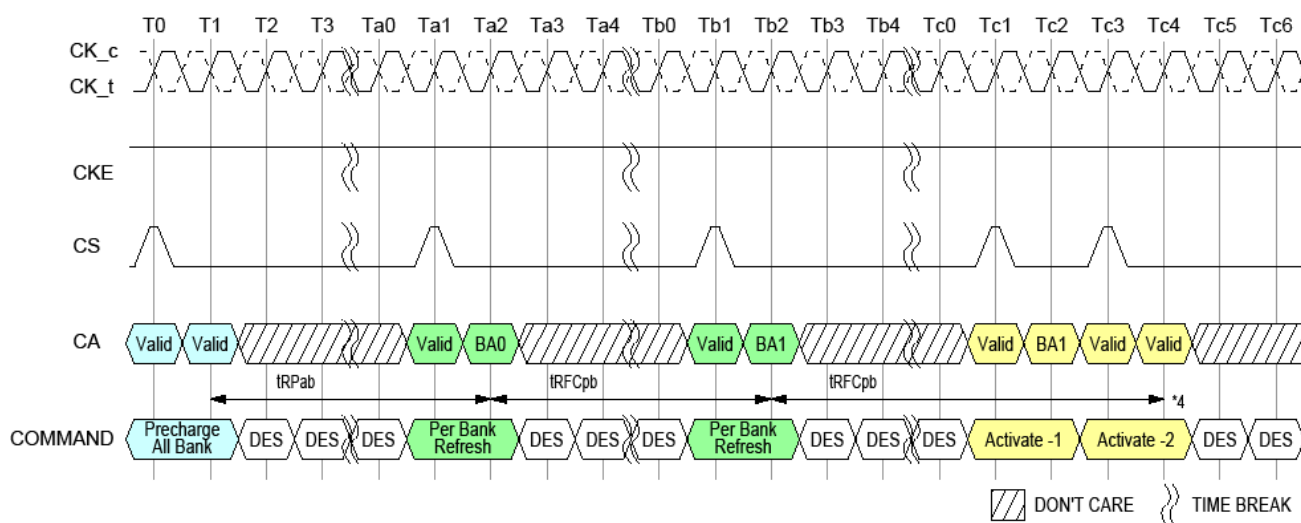 T0 T1 T2 T3 Ta0 Ta1 Ta2 Ta3 Ta4 Tb0 Tb1 Tb2 Tb3 Tb4 Tc0 Tc1 Tc2 Tc3 Tc4 Tc5 Tc6
CK_c
CK_t
CKE
CS
CA Valid Valid Valid BA0 Valid BA1 Valid BA1 Valid Valid
tRPab tRFCpb tRFCpb *4
COMMAND Precharge All Bank DES DES DES Per Bank Refresh DES DES DES Per Bank Refresh DES DES DES Activate -1 Activate -2 DES DES
DON'T CARE TIME BREAK